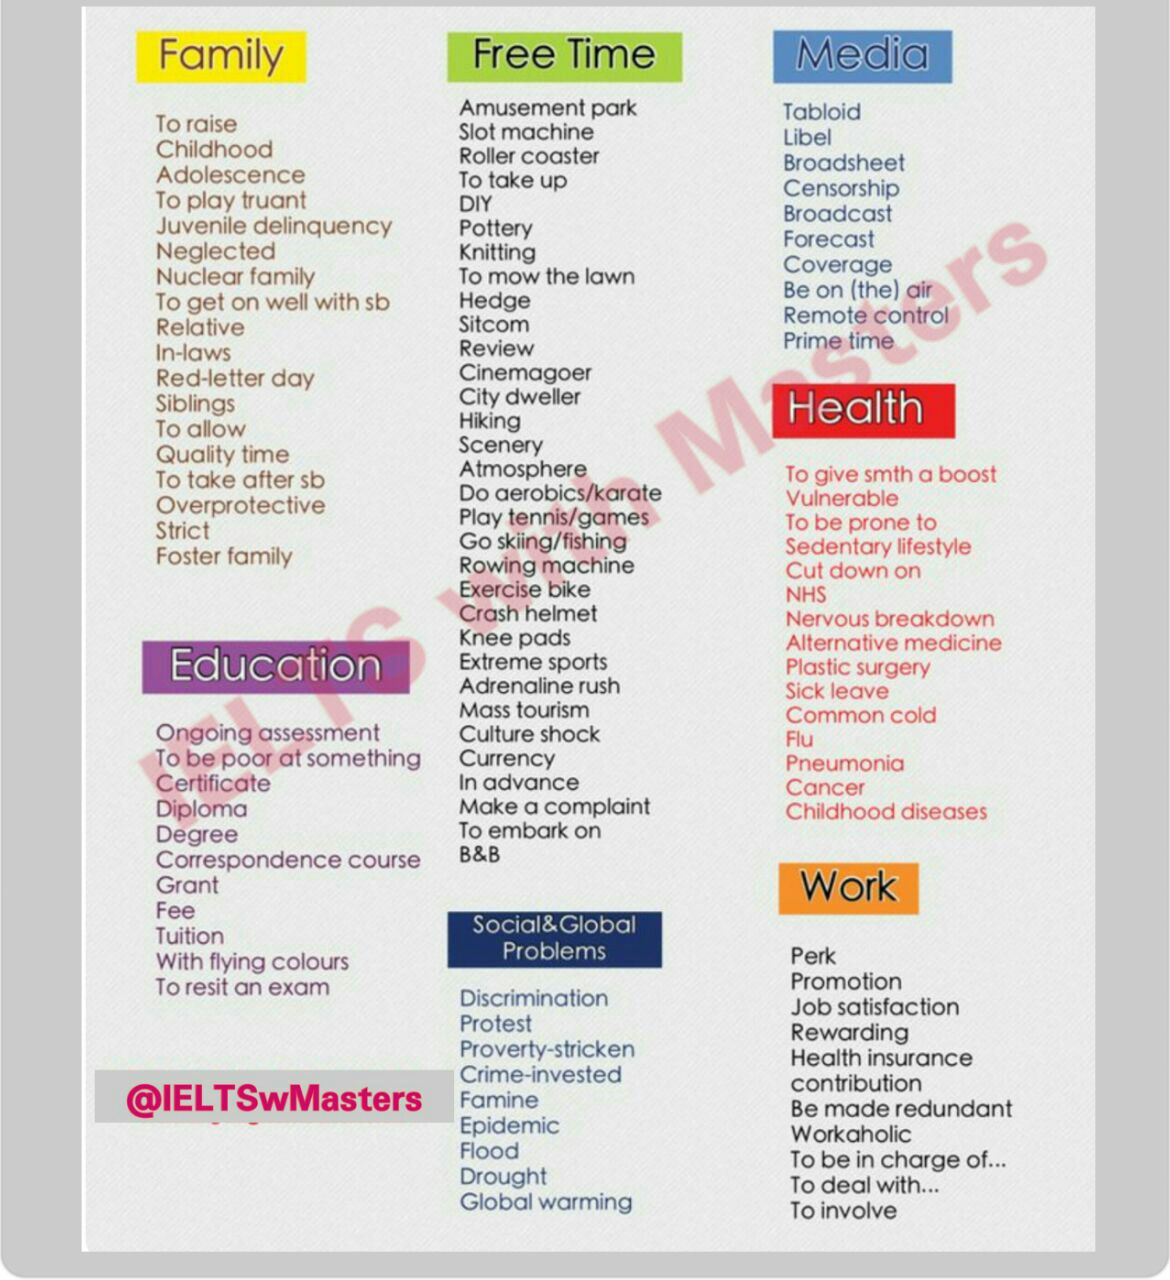 Family
To raise
Childhood
Adolescence
To play truant
Juvenile delinquency
Neglected
Nuclear family
To get on well with sb
Relative
In-laws
Red-letter day
Siblings
To allow
Quality time
To take after sb
Overprotective
Strict
Foster family
Education
Ongoing assessment
To be poor at something
Certificate
Diploma
Degree
Correspondence course
Grant
Fee
Tuition
With flying colours
To resit an exam
@IELTSwMasters
Free Time
Amusement park
Slot machine
Roller coaster
To take up
DIY
Pottery
Knitting
To mow the lawn
Hedge
Sitcom
Review
Cinemagoer
City dweller
Hiking
Scenery
Atmosphere
Do aerobics/karate
Play tennis/games
Go skiing/fishing
Rowing machine
Exercise bike
Crash helmet
Knee pads
Extreme sports
Adrenaline rush
Mass tourism
Culture shock
Currency
In advance
Make a complaint
To embark on
B&B
Social&Global
Problems
Discrimination
Protest
Proverty-stricken
Crime-invested
Famine
Epidemic
Flood
Drought
Global warming
Media
Tabloid
Libel
Broadsheet
Censorship
Broadcast
Forecast
Coverage
Be on (the) air
Remote control
Prime time
Health
To give smth a boost
Vulnerable
To be prone to
Sedentary lifestyle
Cut down on
NHS
Nervous breakdown
Alternative medicine
Plastic surgery
Sick leave
Common cold
Flu
Pneumonia
Cancer
Childhood diseases
Work
Perk
Promotion
Job satisfaction
Rewarding
Health insurance
contribution
Be made redundant
Workaholic
To be in charge of...
To deal with...
To involve
IELTS with Masters